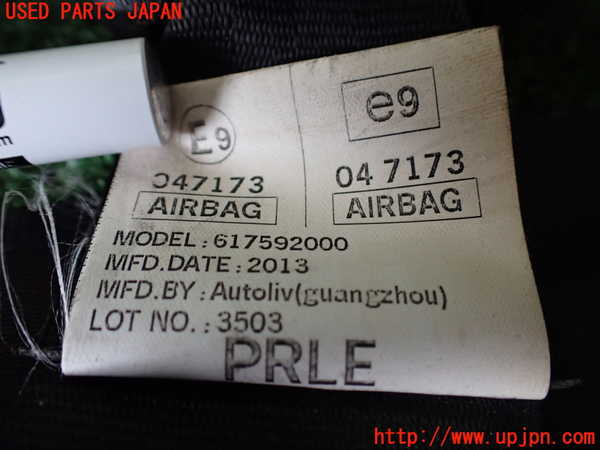 USED PARTS JAPAN
E9
e9
047173
04 7173
AIRBAG
AIRBAG
MODEL:617592000
MFD.DATE:2013
MFD.BY:Autoliv(guangzhou)
LOT NO.:3503
PRLE
m
http://www.upjpn.com/